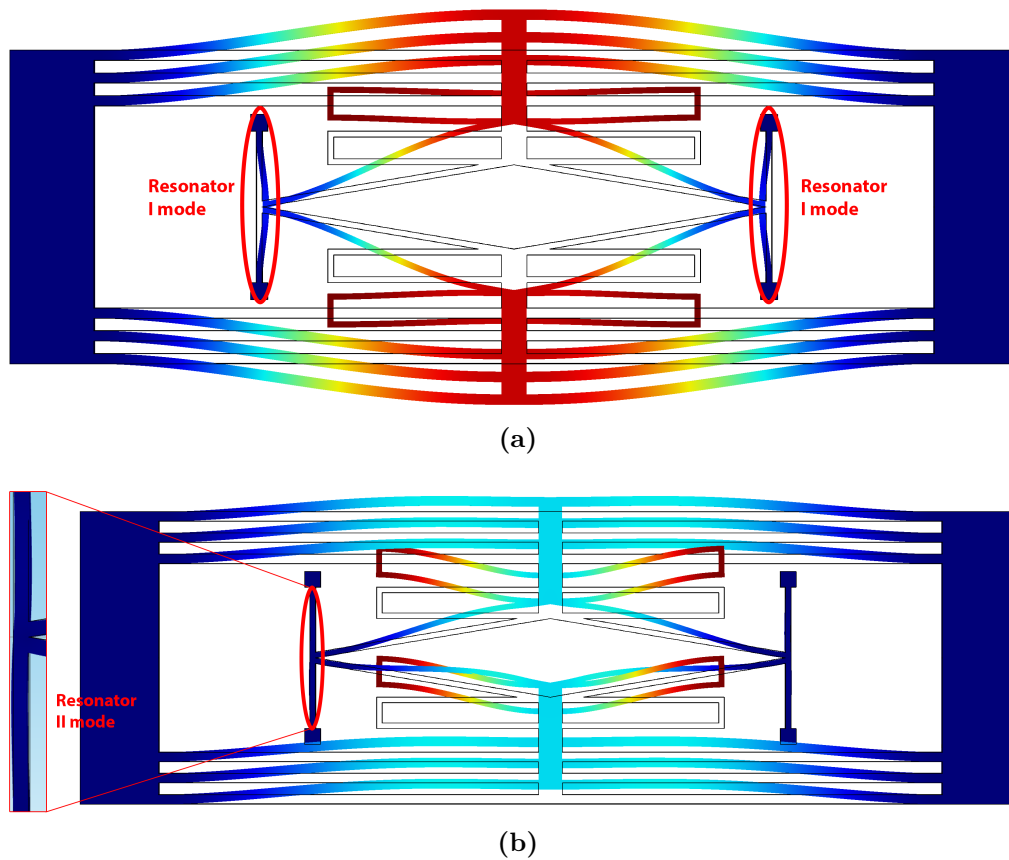 Resonator
I mode
Resonator
I mode
(a)
Resonator
II mode
(b)